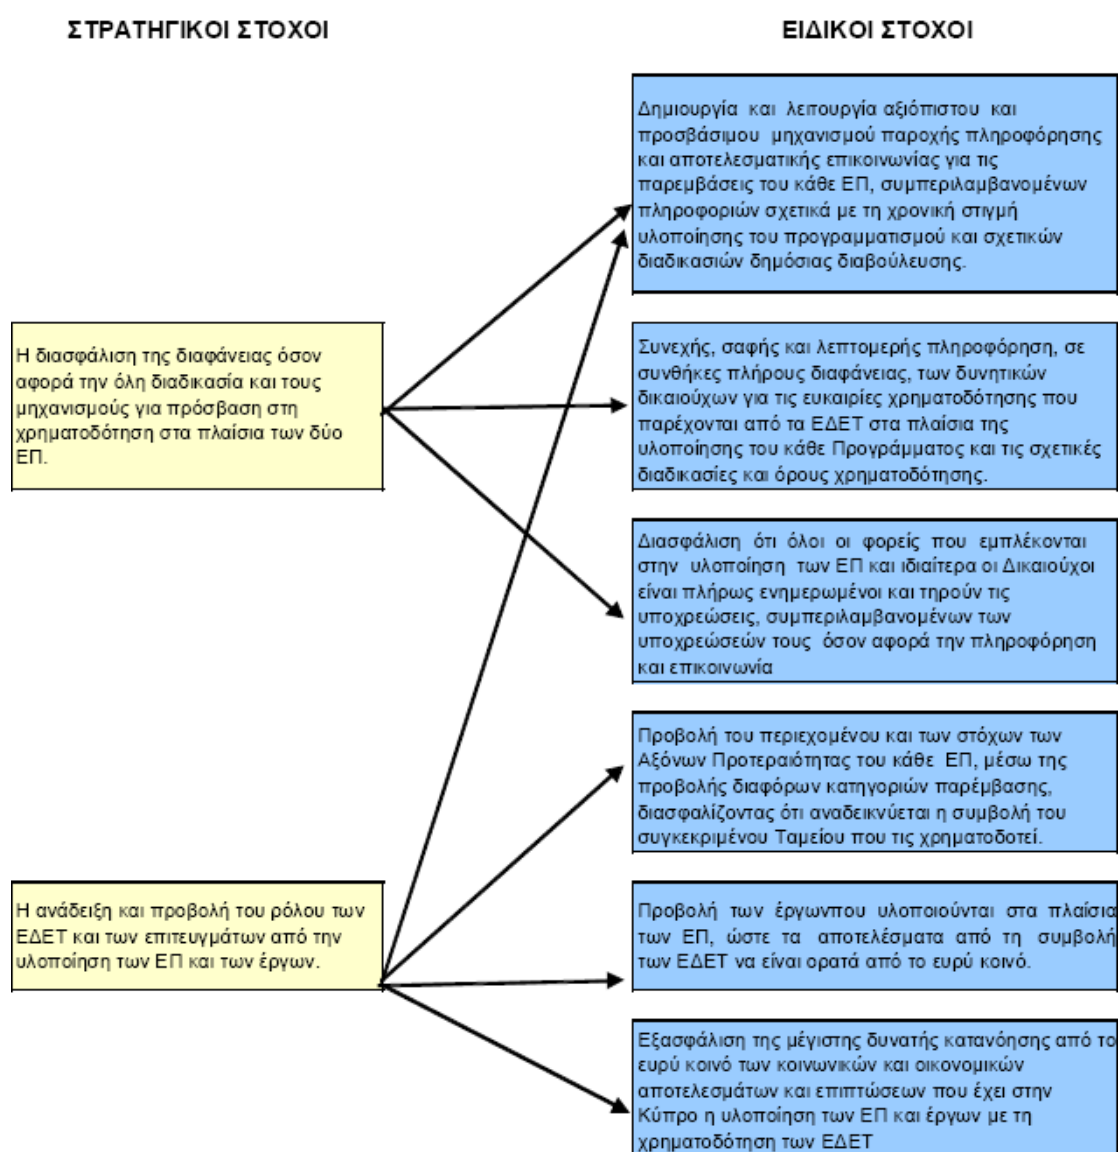 ΣΤΡΑΤΗΓΙΚΟΙ ΣΤΟΧΟΙ
ΕΙΔΙΚΟΙ ΣΤΟΧΟΙ
Δημιουργία και λειτουργία αξιόπιστου και
προσβάσιμου μηχανισμού παροχής πληροφόρησης
και αποτελεσματικής επικοινωνίας για τις
παρεμβάσεις του κάθε ΕΠ, συμπεριλαμβανομένων
πληροφοριών σχετικά με τη χρονική στιγμή
υλοποίησης του προγραμματισμού και σχετικών
διαδικασιών δημόσιας διαβούλευσης.
Η διασφάλιση της διαφάνειας όσον
αφορά την όλη διαδικασία και τους
μηχανισμούς για πρόσβαση στη
χρηματοδότηση στα πλαίσια των δύο
ΕΠ.
Συνεχής, σαφής και λεπτομερής πληροφόρηση, σε
συνθήκες πλήρους διαφάνειας, των δυνητικών
δικαιούχων για τις ευκαιρίες χρηματοδότησης που
παρέχονται από τα ΕΔΕΤ στα πλαίσια της
υλοποίησης του κάθε Προγράμματος και τις σχετικές
διαδικασίες και όρους χρηματοδότησης.
Διασφάλιση ότι όλοι οι φορείς που εμπλέκονται
στην υλοποίηση των ΕΠ και ιδιαίτερα οι Δικαιούχοι
είναι πλήρως ενημερωμένοι και τηρούν τις
υποχρεώσεις, συμπεριλαμβανομένων των
υποχρεώσεών τους όσον αφορά την πληροφόρηση
και επικοινωνία
Προβολή του περιεχομένου και των στόχων των
Αξόνων Προτεραιότητας του κάθε ΕΠ, μέσω της
προβολής διαφόρων κατηγοριών παρέμβασης,
διασφαλίζοντας ότι αναδεικνύεται η συμβολή του
συγκεκριμένου Ταμείου που τις χρηματοδοτεί.
Η ανάδειξη και προβολή του ρόλου των
ΕΔΕΤ και των επιτευγμάτων από την
υλοποίηση των ΕΠ και των έργων.
Προβολή των έργωνπου υλοποιούνται στα πλαίσια
των ΕΠ, ώστε τα αποτελέσματα από τη συμβολή
των ΕΔΕΤ να είναι ορατά από το ευρύ κοινό.
Εξασφάλιση της μέγιστης δυνατής κατανόησης από το
ευρύ κοινό των κοινωνικών και οικονομικών
αποτελεσμάτων και επιπτώσεων που έχει στην
Κύπρο η υλοποίηση των ΕΠ και έργων με τη
χρηματοδότηση των ΕΔΕΤ